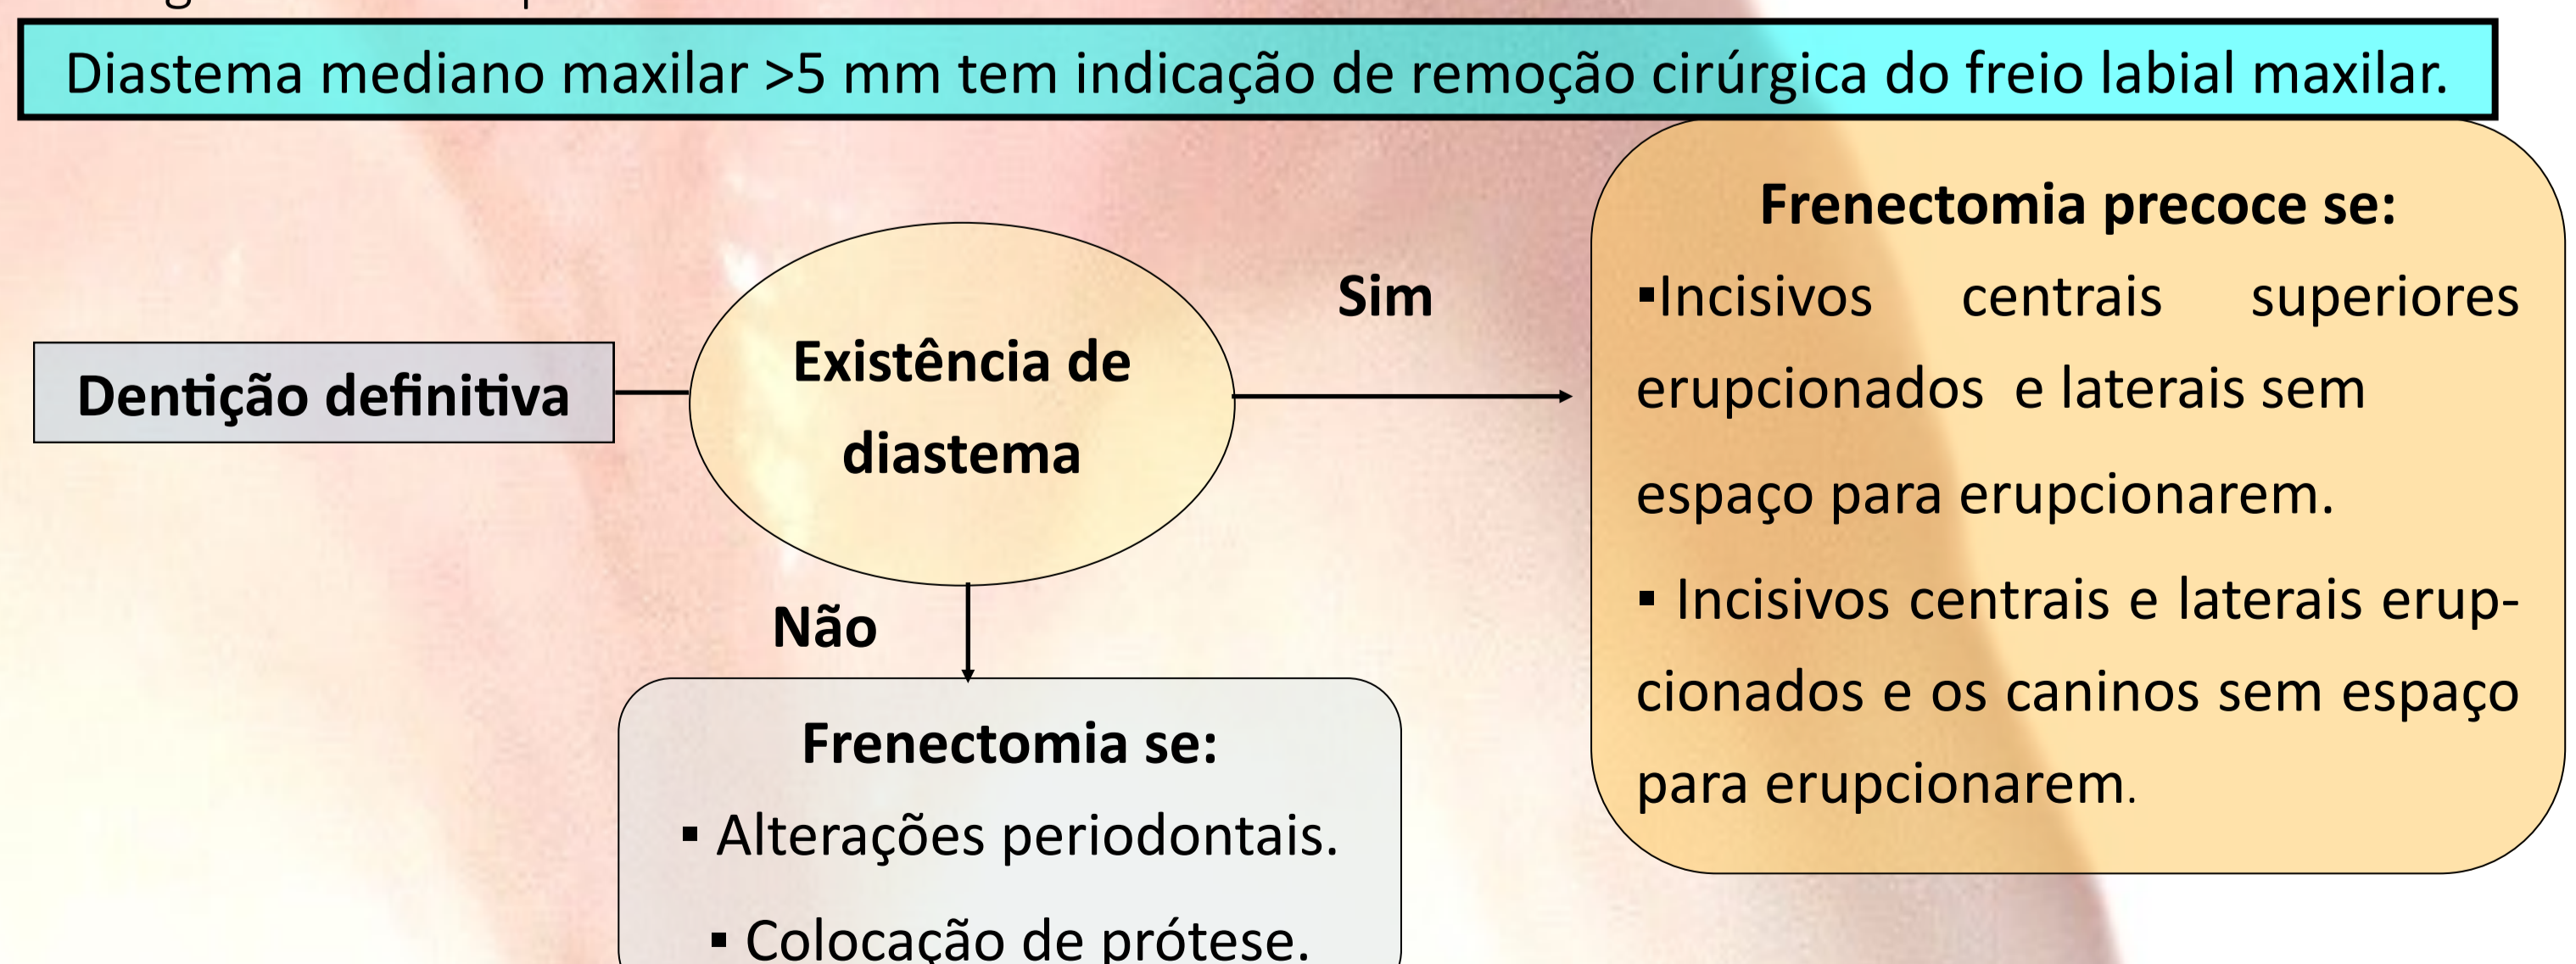 Diastema mediano maxilar >5 mm tem indicação de remoção cirúrgica do freio labial maxilar.
Dentição definitiva
Existência de
diastema
Sim
Frenectomia precoce se:
▪Incisivos centrais superiores
erupcionados e laterais sem
espaço para erupcionarem.
▪ Incisivos centrais e laterais erup-
cionados e os caninos sem espaço
para erupcionarem.
Não
Frenectomia se:
▪ Alterações periodontais.
▪ Colocação de prótese.